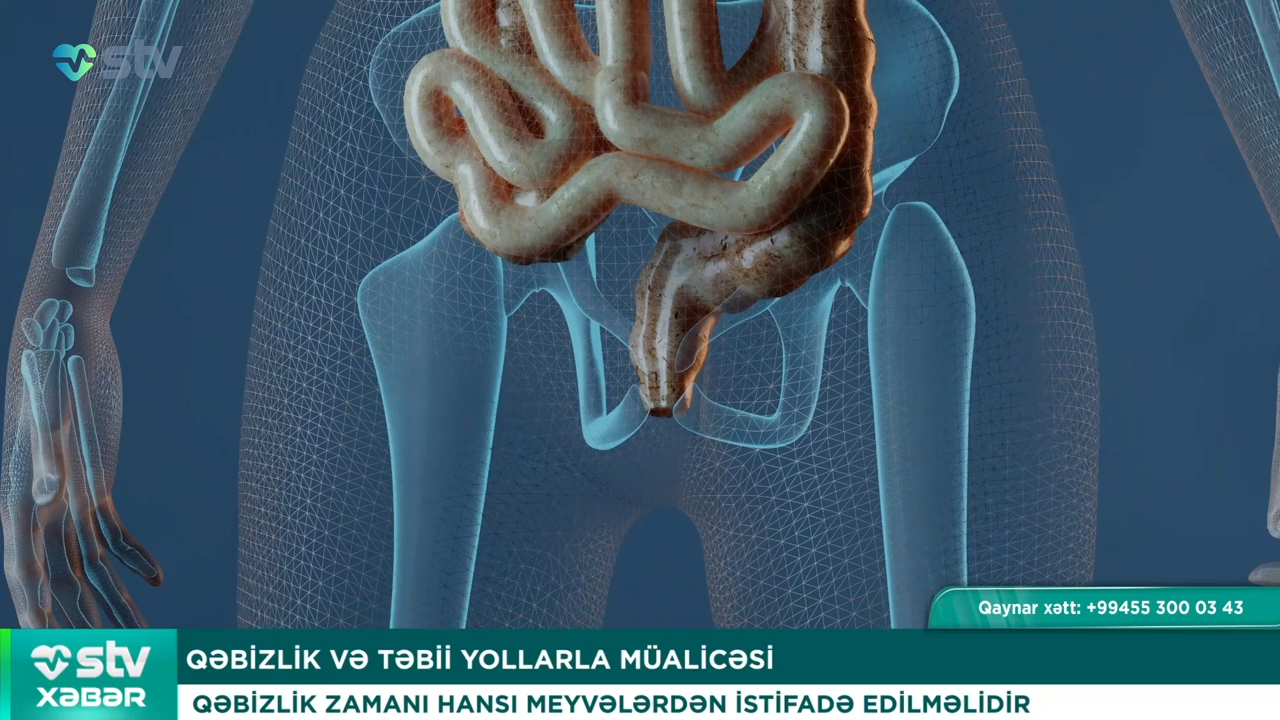 stv
Qaynar xətt: +99455 300 03 43
stv
XƏBƏR
QƏBİZLİK VƏ TƏBİİ YOLLARLA MÜALİCƏSİ
QƏBİZLİK ZAMANI HANSI MEYVƏLƏRDƏN İSTİFADƏ EDİLMƏLİDİR